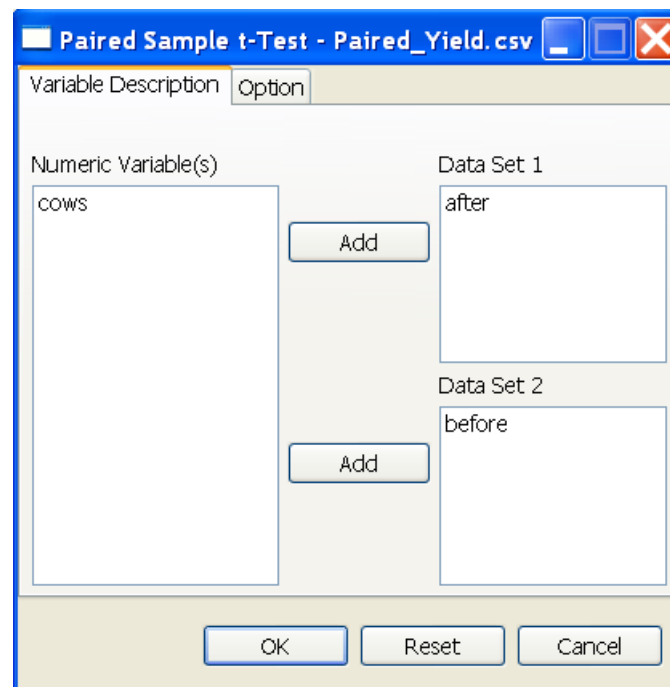 Paired Sample t-Test - Paired_Yield.csv
Variable Description Option
Numeric Variable(s)
cows
Add
Data Set 1
after
Add
Data Set 2
before
OK Reset Cancel